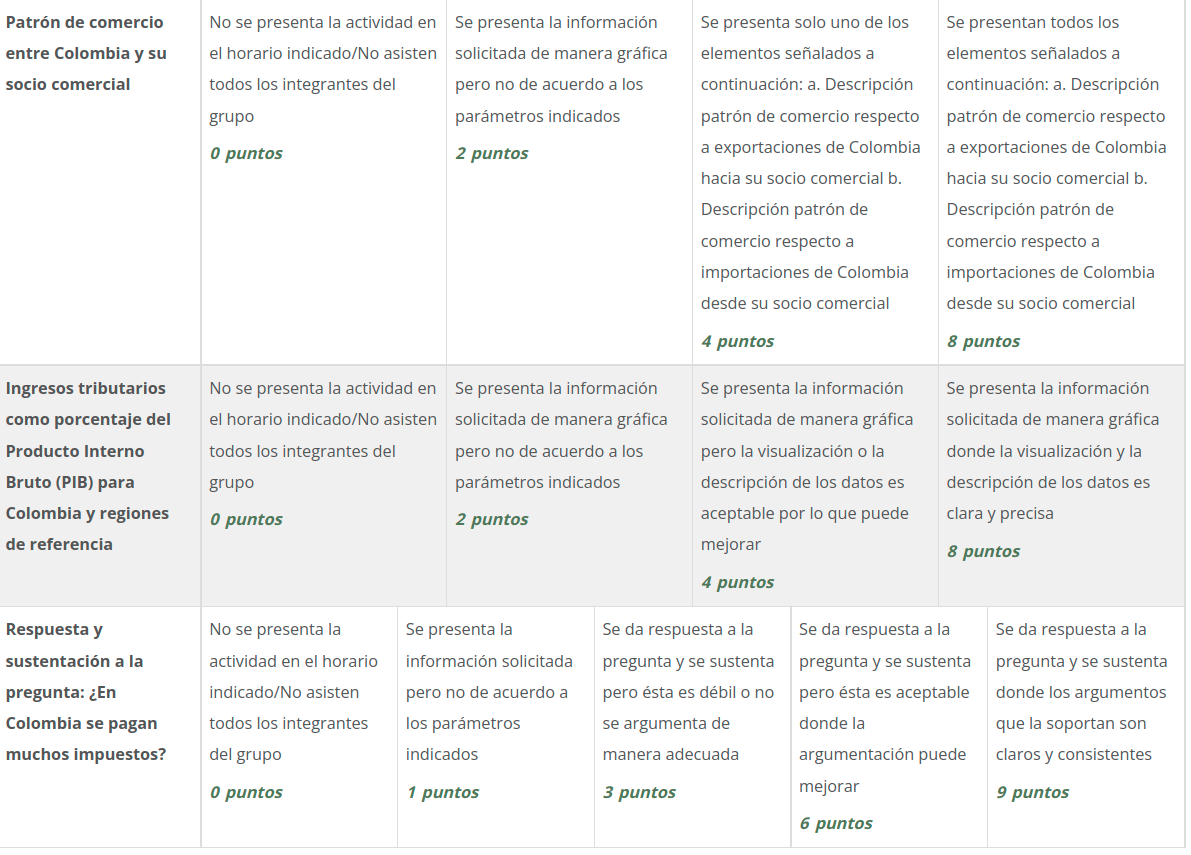 Patrón de comercio
entre Colombia y su
socio comercial
No se presenta la actividad en
el horario indicado/No asisten
todos los integrantes del
grupo
0 puntos
Se presenta la información
solicitada de manera gráfica
pero no de acuerdo a los
parámetros indicados
2 puntos
Se presenta solo uno de los
elementos señalados a
continuación: a. Descripción
patrón de comercio respecto
a exportaciones de Colombia
hacia su socio comercial b.
Descripción patrón de
comercio respecto a
importaciones de Colombia
desde su socio comercial
4 puntos
Se presentan todos los
elementos señalados a
continuación: a. Descripción
patrón de comercio respecto
a exportaciones de Colombia
hacia su socio comercial b.
Descripción patrón de
comercio respecto a
importaciones de Colombia
desde su socio comercial
8 puntos
Ingresos tributarios
como porcentaje del
Producto Interno
Bruto (PIB) para
Colombia y regiones
de referencia
No se presenta la actividad en
el horario indicado/No asisten
todos los integrantes del
grupo
0 puntos
Se presenta la información
solicitada de manera gráfica
pero no de acuerdo a los
parámetros indicados
2 puntos
Se presenta la información
solicitada de manera gráfica
pero la visualización o la
descripción de los datos es
aceptable por lo que puede
mejorar
4 puntos
Se presenta la información
solicitada de manera gráfica
donde la visualización y la
descripción de los datos es
clara y precisa
8 puntos
Respuesta y
sustentación a la
pregunta: ¿En
Colombia se pagan
muchos impuestos?
No se presenta la
actividad en el horario
indicado/No asisten
todos los integrantes
del grupo
0 puntos
Se presenta la
información solicitada
pero no de acuerdo a
los parámetros
indicados
1 puntos
Se da respuesta a la
pregunta y se sustenta
pero ésta es débil o no
se argumenta de
manera adecuada
3 puntos
Se da respuesta a la
pregunta y se sustenta
pero ésta es aceptable
donde la
argumentación puede
mejorar
6 puntos
Se da respuesta a la
pregunta y se sustenta
donde los argumentos
que la soportan son
claros y consistentes
9 puntos